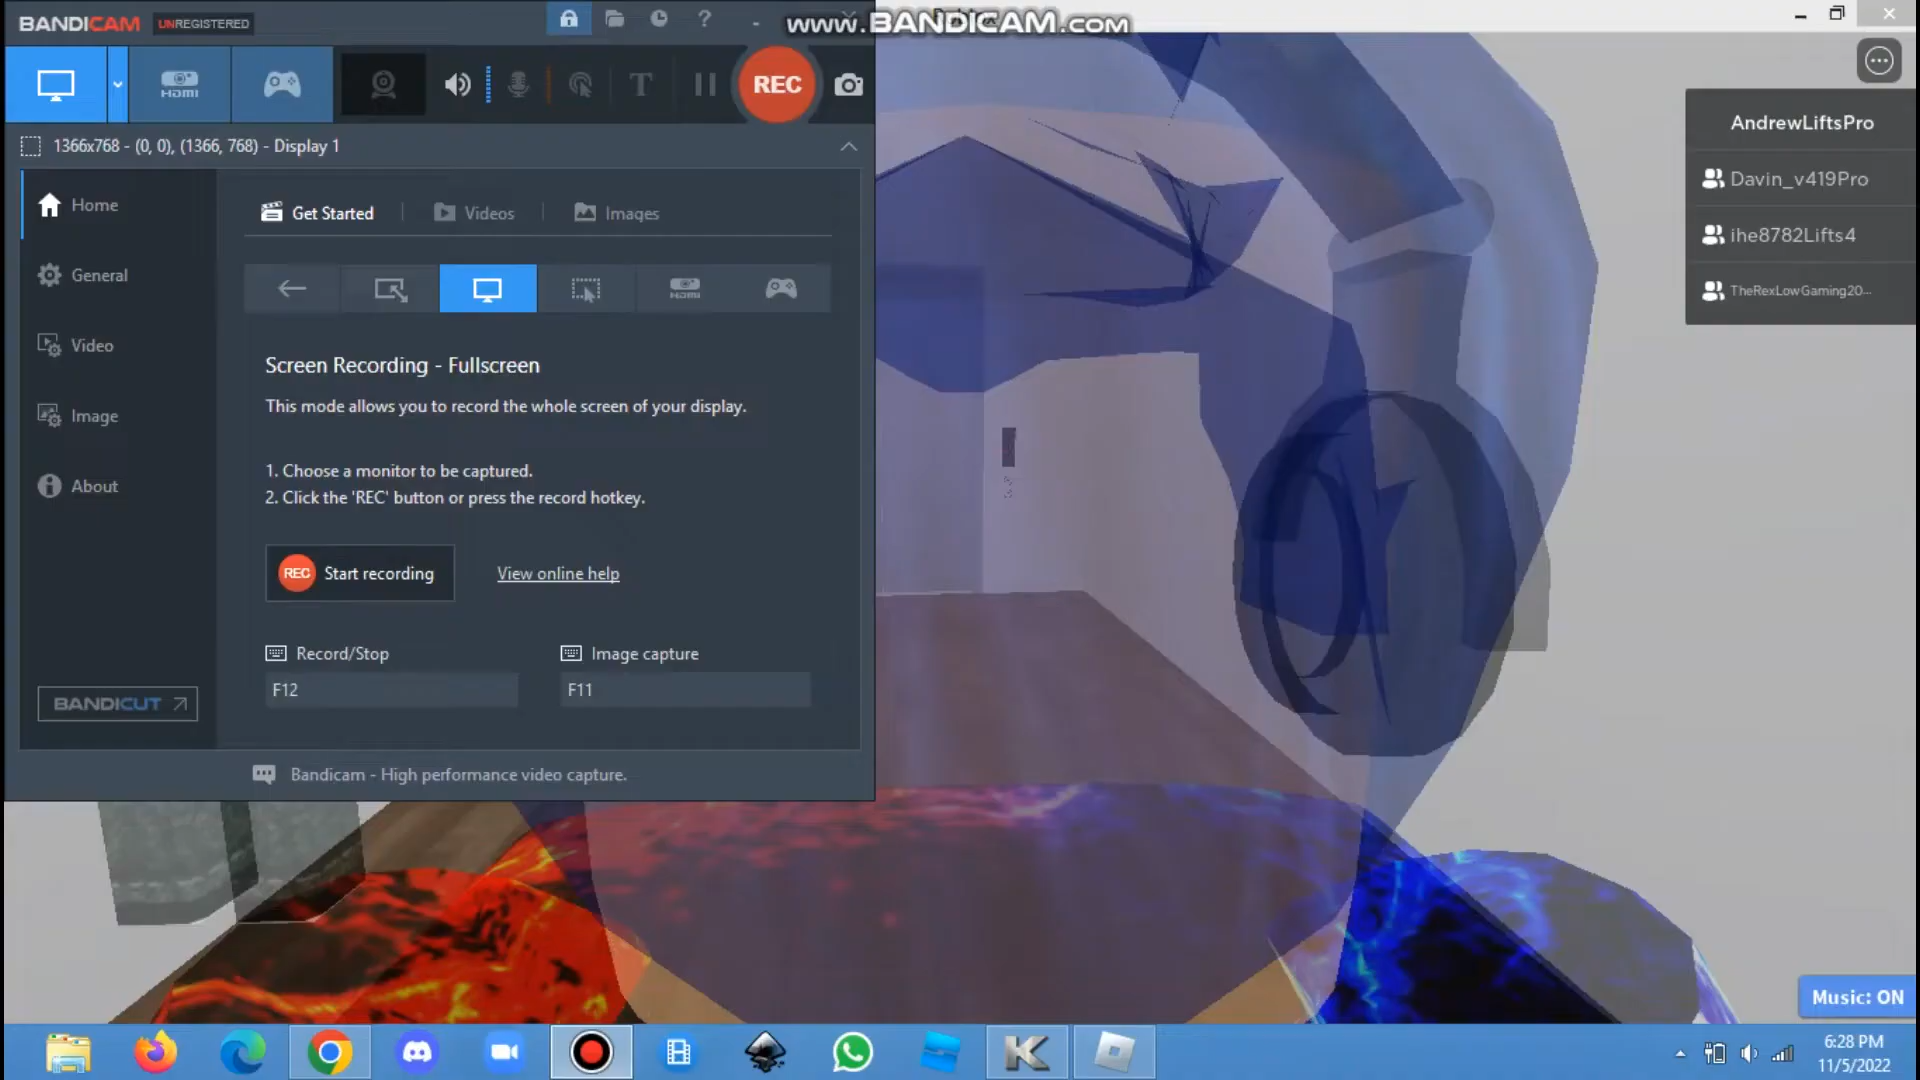 BANDICAM UNREGISTERED
www.BANDICAM.com
HDMI
T
REC
1366x768 - (0, 0), (1366, 768) - Display 1
Home
General
Video
Image
About
BANDICUT
Get Started
Videos
Images
HDMI
Screen Recording - Fullscreen
This mode allows you to record the whole screen of your display.
1. Choose a monitor to be captured.
2. Click the 'REC' button or press the record hotkey.
REC Start recording
View online help
Record/Stop
Image capture
F12
F11
Bandicam - High performance video capture.
AndrewLiftsPro
Davin_v419Pro
ihe8782Lifts4
TheRexLowGaming20...
Music: ON
6:28 PM
11/5/2022